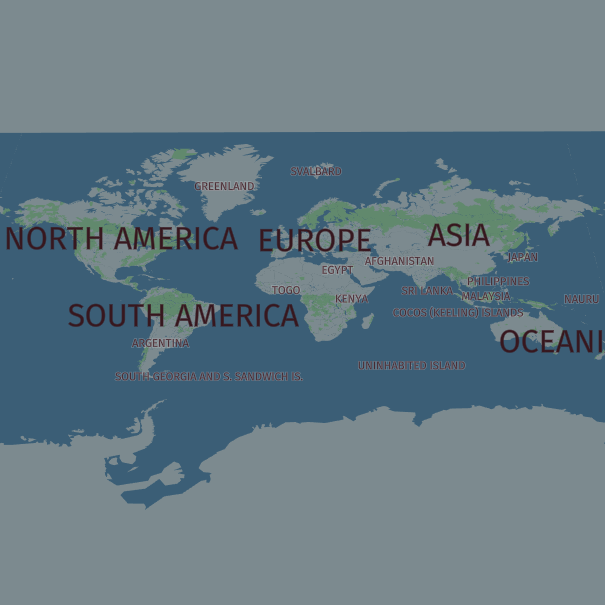 SVALBARD
GREENLAND
NORTH AMERICA
EUROPE
ASIA
JAPAN
AFGHANISTAN
EGYPT
PHILIPPINES
TOGO
SRI LANKA
MALAYSIA
KENYA
NAURU
SOUTH AMERICA
COCOS (KEELING) ISLANDS
ARGENTINA
OCEANI
UNINHABITED ISLAND
SOUTH GEORGIA AND S. SANDWICH IS.